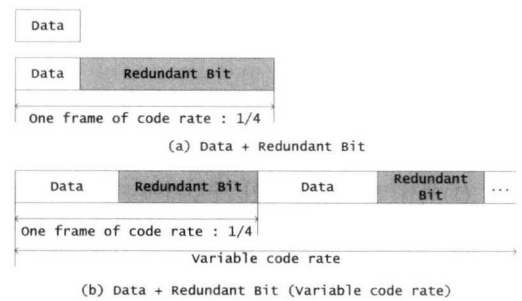 Data
Data Redundant Bit
One frame of code rate : 1/4
(a) Data + Redundant Bit
Data Redundant Bit Data Redundant
Bit ...
One frame of code rate : 1/4
Variable code rate
(b) Data + Redundant Bit (Variable code rate)